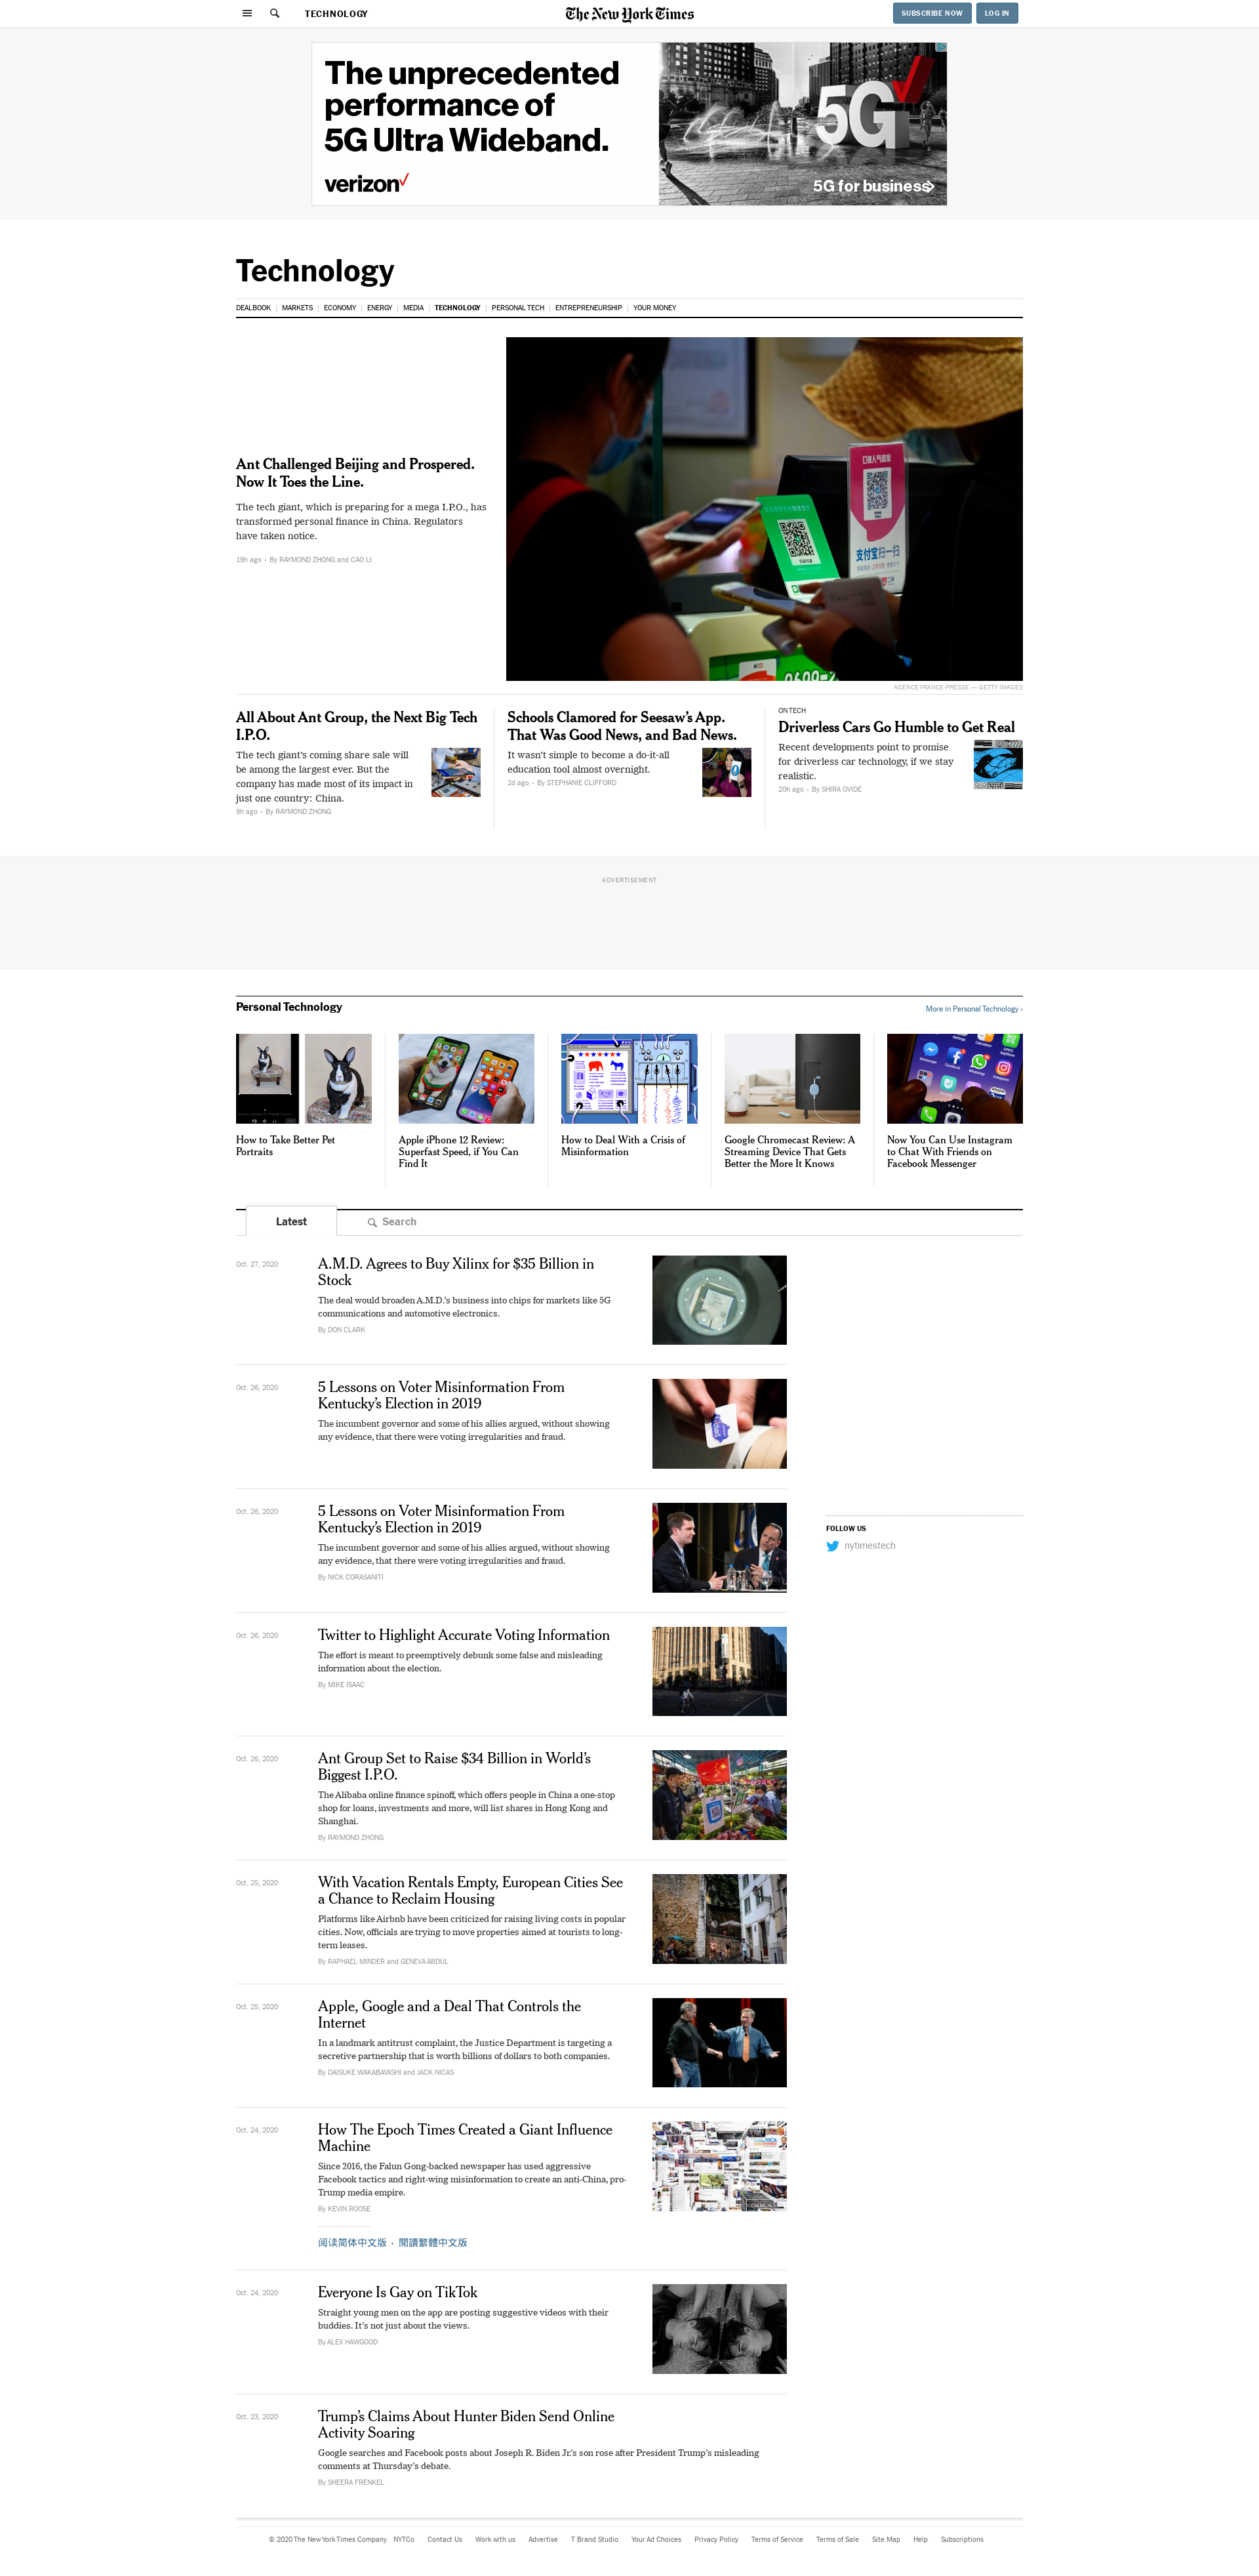 TECHNOLOGY
The New York Times
SUBSCRIBE NOW
LOG IN
The unprecedented
performance of
5G Ultra Wideband.
verizon
5G
5G for business
Technology
DEALBOOK | MARKETS | ECONOMY | ENERGY | MEDIA | TECHNOLOGY | PERSONAL TECH | ENTREPRENEURSHIP | YOUR MONEY
Ant Challenged Beijing and Prospered.
Now It Toes the Line.
The tech giant, which is preparing for a mega I.P.O., has
transformed personal finance in China. Regulators
have taken notice.
19h ago • By RAYMOND ZHONG and CAO LI
支付宝 扫一扫
AGENCE FRANCE-PRESSE — GETTY IMAGES
All About Ant Group, the Next Big Tech
I.P.O.
The tech giant's coming share sale will
be among the largest ever. But the
company has made most of its impact in
just one country: China.
9h ago • By RAYMOND ZHONG
Schools Clamored for Seesaw's App.
That Was Good News, and Bad News.
It wasn't simple to become a do-it-all
education tool almost overnight.
2d ago • By STEPHANIE CLIFFORD
ON TECH
Driverless Cars Go Humble to Get Real
Recent developments point to promise
for driverless car technology, if we stay
realistic.
20h ago • By SHIRA OVIDE
ADVERTISEMENT
Personal Technology
More in Personal Technology ›
How to Take Better Pet
Portraits
Apple iPhone 12 Review:
Superfast Speed, if You Can
Find It
How to Deal With a Crisis of
Misinformation
Google Chromecast Review: A
Streaming Device That Gets
Better the More It Knows
Now You Can Use Instagram
to Chat With Friends on
Facebook Messenger
Latest
Search
Oct. 27, 2020
A.M.D. Agrees to Buy Xilinx for $35 Billion in
Stock
The deal would broaden A.M.D.'s business into chips for markets like 5G
communications and automotive electronics.
By DON CLARK
Oct. 26, 2020
5 Lessons on Voter Misinformation From
Kentucky's Election in 2019
The incumbent governor and some of his allies argued, without showing
any evidence, that there were voting irregularities and fraud.
Oct. 26, 2020
5 Lessons on Voter Misinformation From
Kentucky's Election in 2019
The incumbent governor and some of his allies argued, without showing
any evidence, that there were voting irregularities and fraud.
By NICK CORASANITI
FOLLOW US
nytimestech
Oct. 26, 2020
Twitter to Highlight Accurate Voting Information
The effort is meant to preemptively debunk some false and misleading
information about the election.
By MIKE ISAAC
Oct. 26, 2020
Ant Group Set to Raise $34 Billion in World's
Biggest I.P.O.
The Alibaba online finance spinoff, which offers people in China a one-stop
shop for loans, investments and more, will list shares in Hong Kong and
Shanghai.
By RAYMOND ZHONG
Oct. 25, 2020
With Vacation Rentals Empty, European Cities See
a Chance to Reclaim Housing
Platforms like Airbnb have been criticized for raising living costs in popular
cities. Now, officials are trying to move properties aimed at tourists to long-
term leases.
By RAPHAEL MINDER and GENEVA ABDUL
Oct. 25, 2020
Apple, Google and a Deal That Controls the
Internet
In a landmark antitrust complaint, the Justice Department is targeting a
secretive partnership that is worth billions of dollars to both companies.
By DAISUKE WAKABAYASHI and JACK NICAS
Oct. 24, 2020
How The Epoch Times Created a Giant Influence
Machine
Since 2016, the Falun Gong-backed newspaper has used aggressive
Facebook tactics and right-wing misinformation to create an anti-China, pro-
Trump media empire.
By KEVIN ROOSE
阅读简体中文版 • 閱讀繁體中文版
Oct. 24, 2020
Everyone Is Gay on TikTok
Straight young men on the app are posting suggestive videos with their
buddies. It's not just about the views.
By ALEX HAWGOOD
Oct. 23, 2020
Trump's Claims About Hunter Biden Send Online
Activity Soaring
Google searches and Facebook posts about Joseph R. Biden Jr.'s son rose after President Trump's misleading
comments at Thursday's debate.
By SHEERA FRENKEL
© 2020 The New York Times Company NYTCo Contact Us Work with us Advertise T Brand Studio Your Ad Choices Privacy Policy Terms of Service Terms of Sale Site Map Help Subscriptions